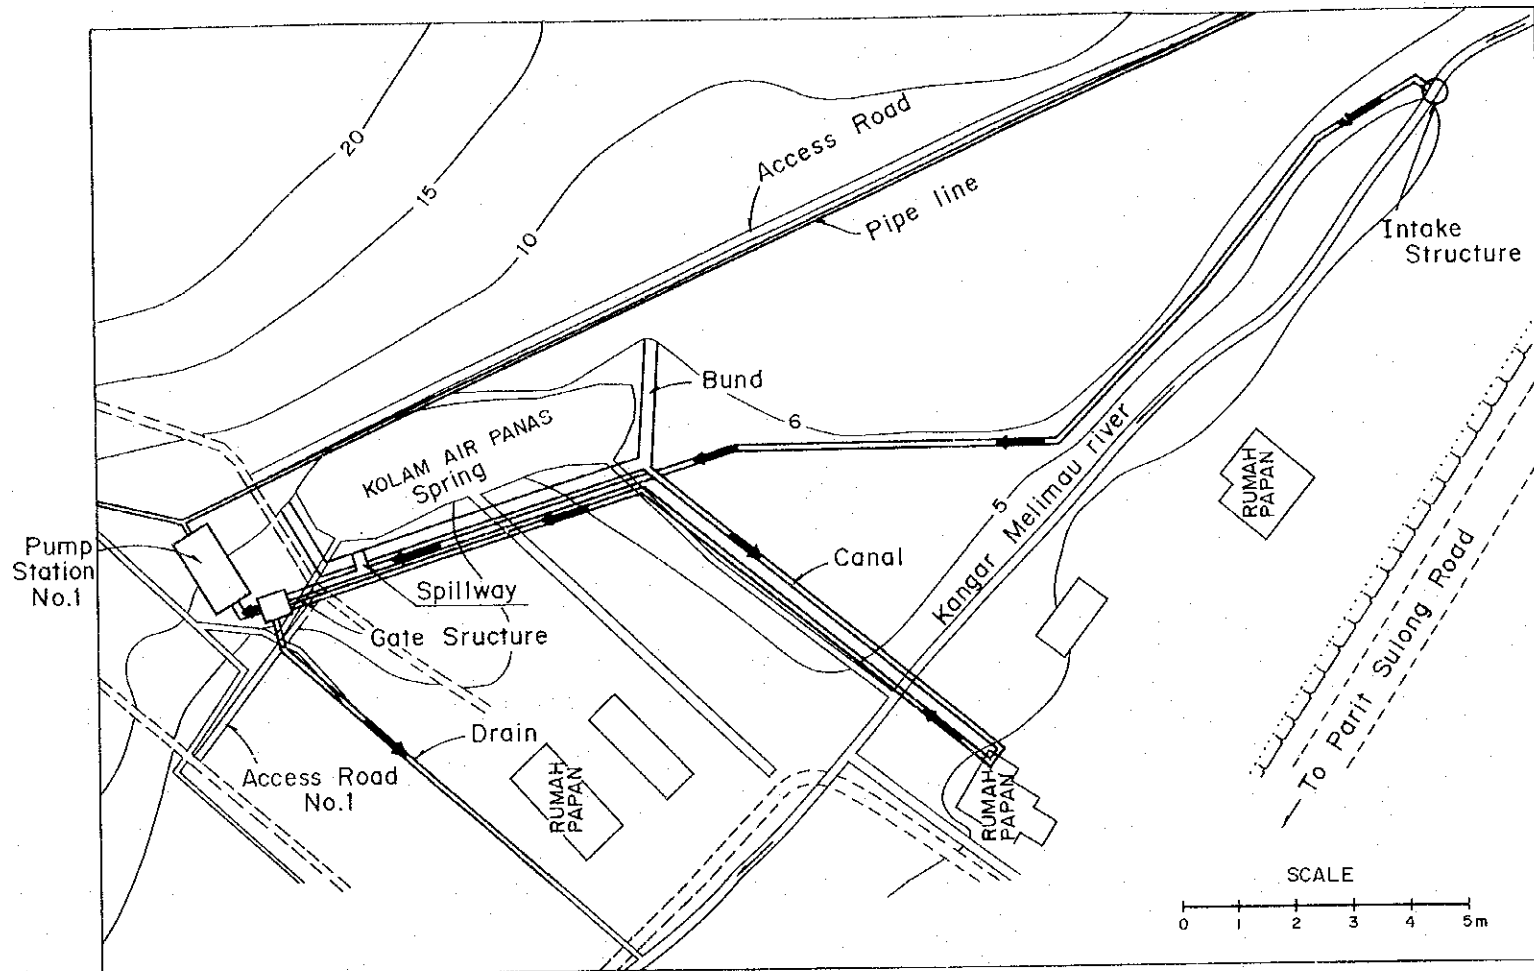 20
15
10
Access Road
Pipe line
Intake
Structure
Bund
6
KOLAM AIR PANAS
Spring
5
Kangar Melimau river
RUMAH
PAPAN
Pump
Station
No.1
Canal
Spillway
Gate Sructure
To Parit Sulong Road
Drain
Access Road
No.1
RUMAH
PAPAN
RUMAH
PAPAN
SCALE
0 1 2 3 4 5m